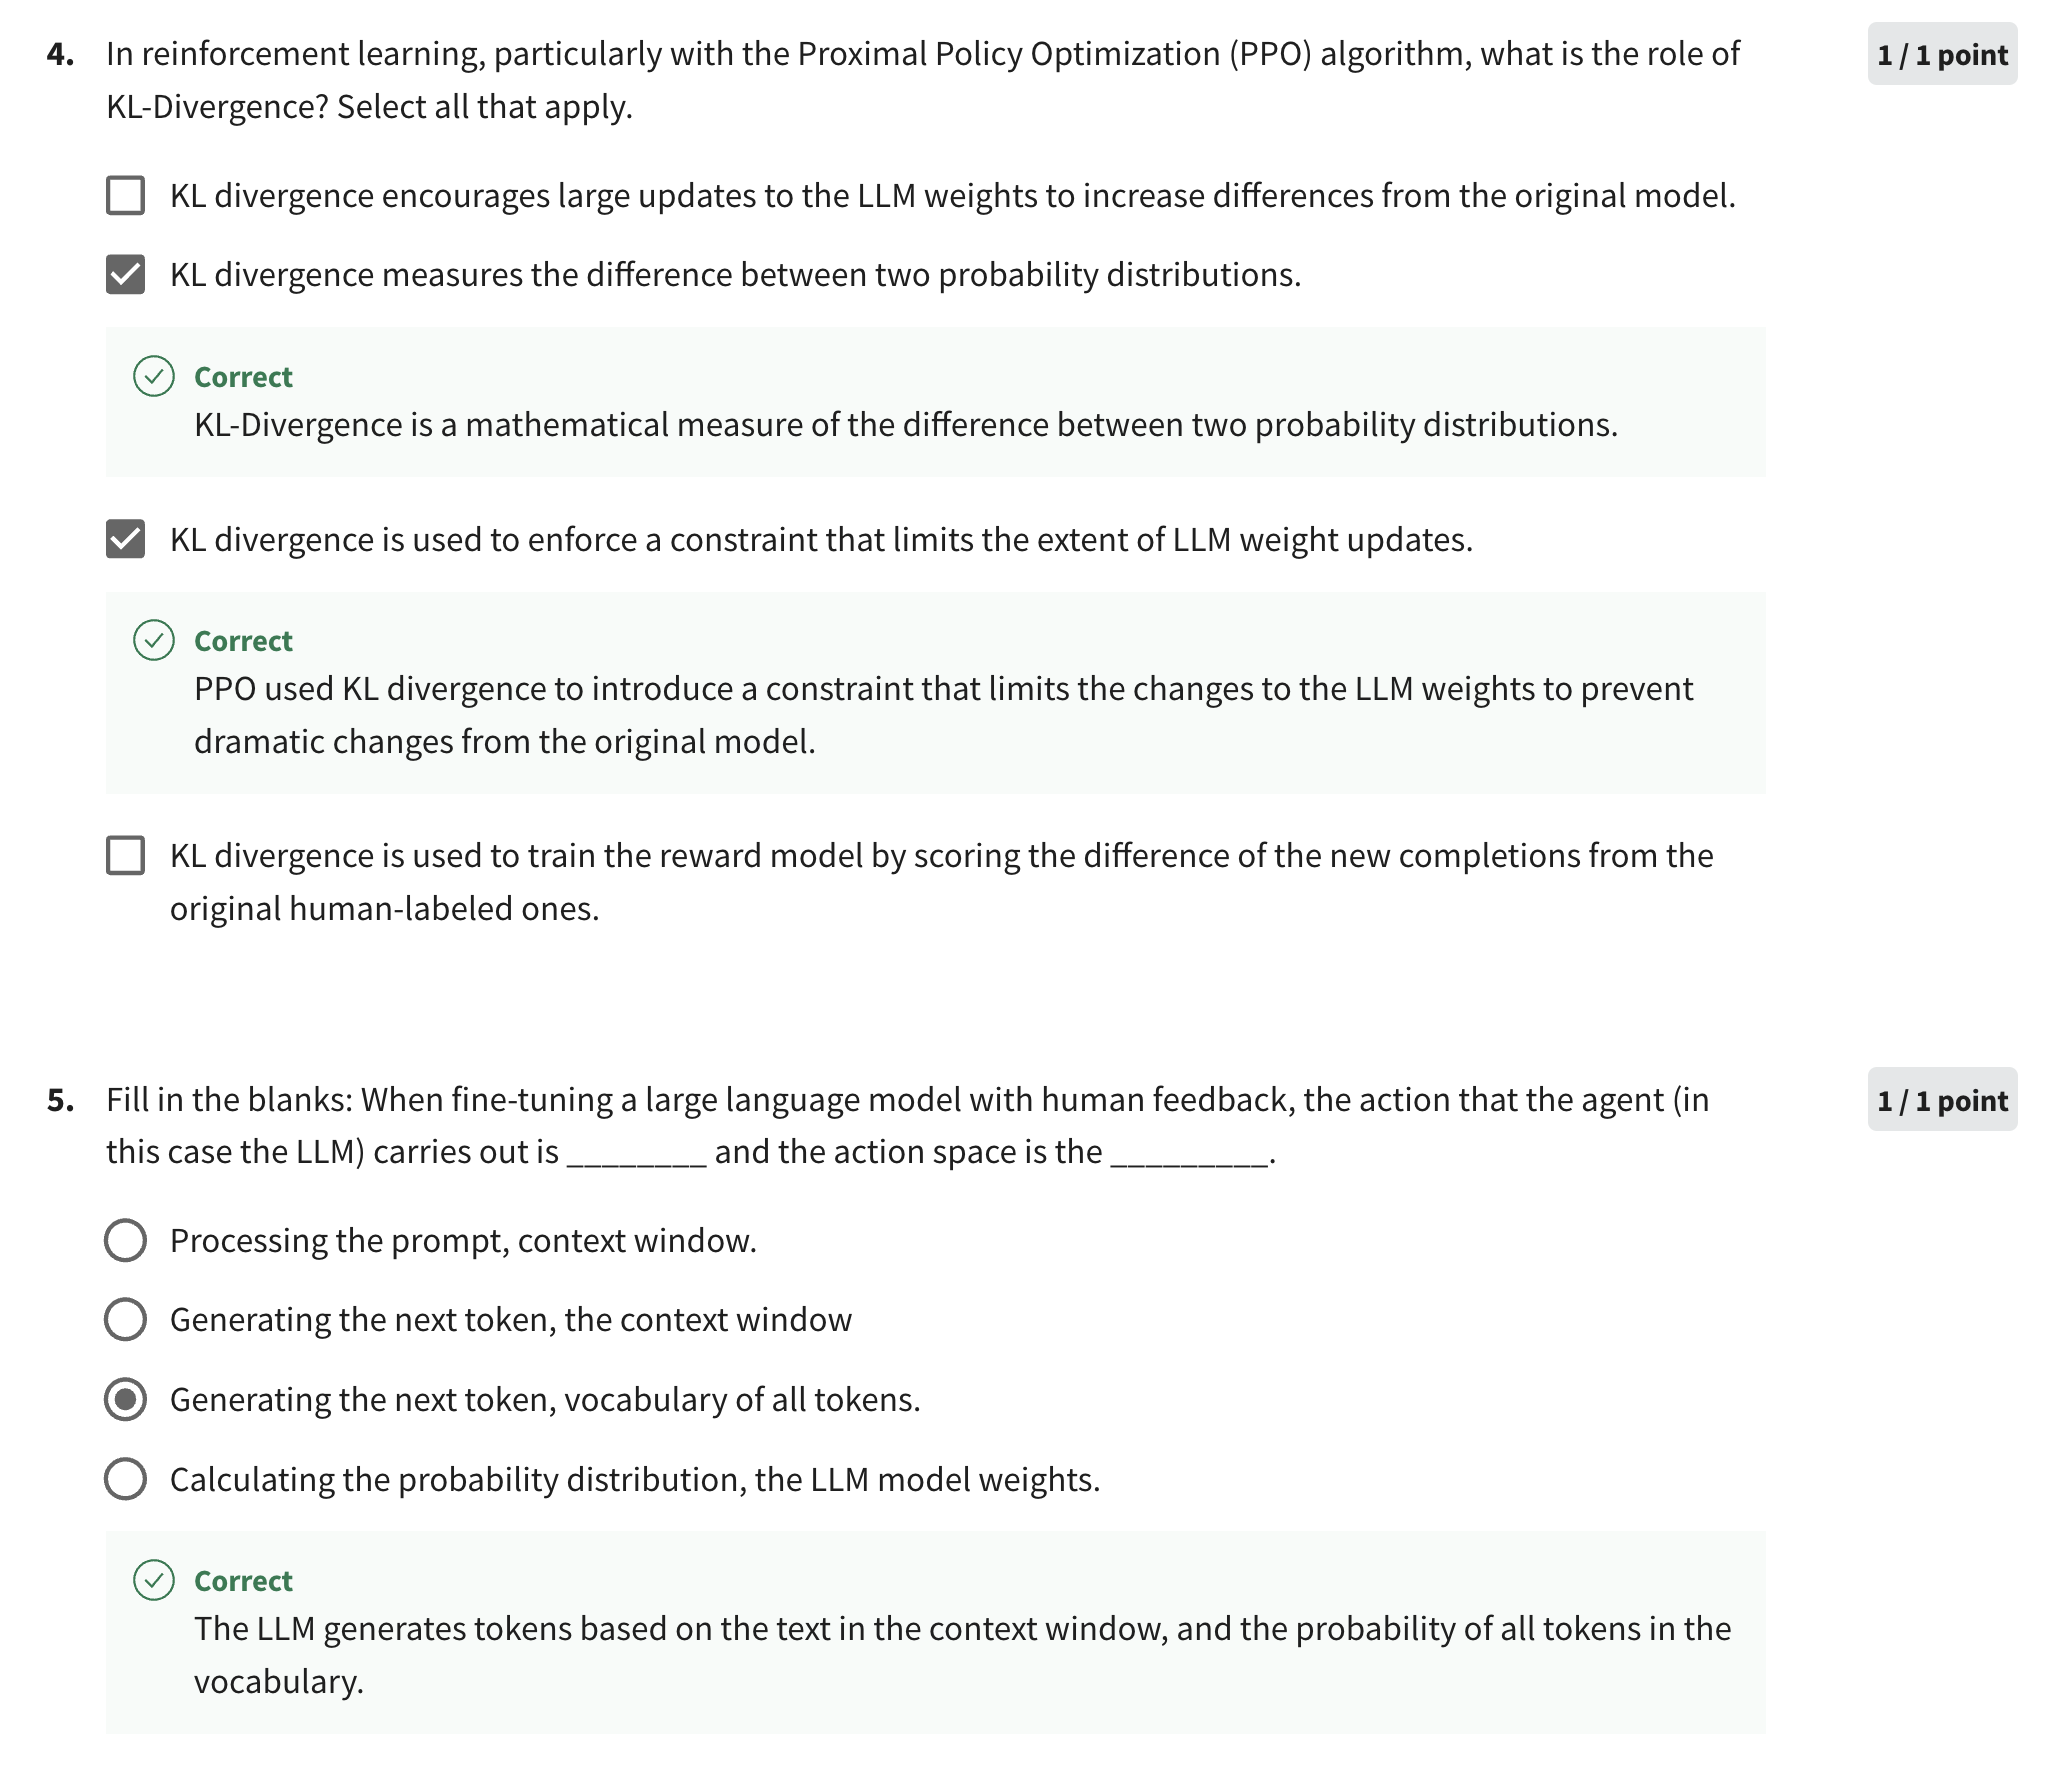 4. In reinforcement learning, particularly with the Proximal Policy Optimization (PPO) algorithm, what is the role of
KL-Divergence? Select all that apply.
1 / 1 point
KL divergence encourages large updates to the LLM weights to increase differences from the original model.
KL divergence measures the difference between two probability distributions.
Correct
KL-Divergence is a mathematical measure of the difference between two probability distributions.
KL divergence is used to enforce a constraint that limits the extent of LLM weight updates.
Correct
PPO used KL divergence to introduce a constraint that limits the changes to the LLM weights to prevent
dramatic changes from the original model.
KL divergence is used to train the reward model by scoring the difference of the new completions from the
original human-labeled ones.
5. Fill in the blanks: When fine-tuning a large language model with human feedback, the action that the agent (in
this case the LLM) carries out is ________ and the action space is the _________.
1 / 1 point
Processing the prompt, context window.
Generating the next token, the context window
Generating the next token, vocabulary of all tokens.
Calculating the probability distribution, the LLM model weights.
Correct
The LLM generates tokens based on the text in the context window, and the probability of all tokens in the
vocabulary.